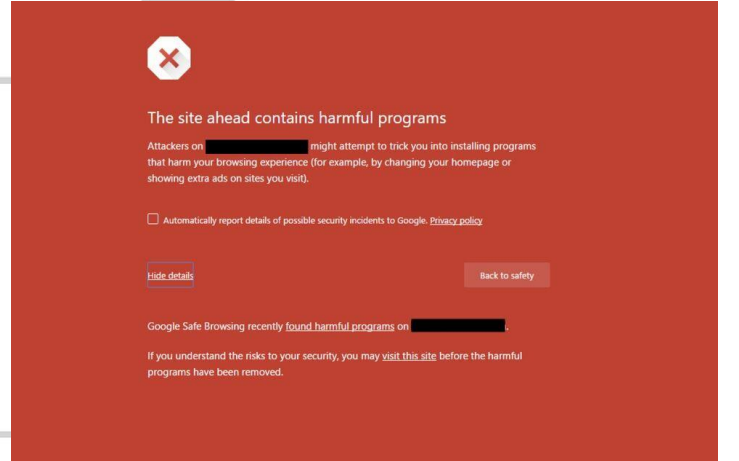 The site ahead contains harmful programs
Attackers on might attempt to trick you into installing programs
that harm your browsing experience (for example, by changing your homepage or
showing extra ads on sites you visit).
Automatically report details of possible security incidents to Google. Privacy policy
Hide details
Back to safety
Google Safe Browsing recently found harmful programs on .
If you understand the risks to your security, you may visit this site before the harmful
programs have been removed.